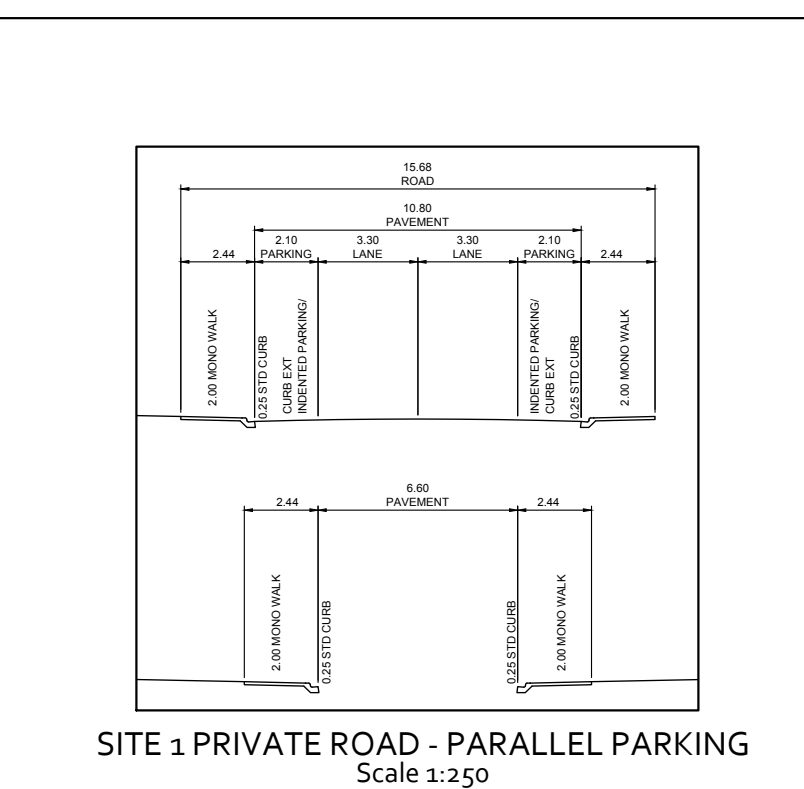 15.68
ROAD
10.80
PAVEMENT
2.44
2.10
PARKING
3.30
LANE
3.30
LANE
2.10
PARKING
2.44
2.00 MONO WALK
0.25 STD CURB
CURB EXT
INDENTED PARKING/
INDENTED PARKING/
CURB EXT
0.25 STD CURB
2.00 MONO WALK
2.44
6.60
PAVEMENT
2.44
2.00 MONO WALK
0.25 STD CURB
0.25 STD CURB
2.00 MONO WALK
SITE 1 PRIVATE ROAD - PARALLEL PARKING
Scale 1:250